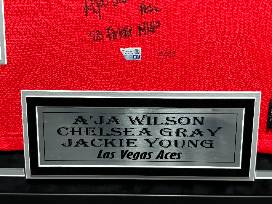 A'JA WILSON
CHELSEA GRAY
JACKIE YOUNG
Las Vegas Aces